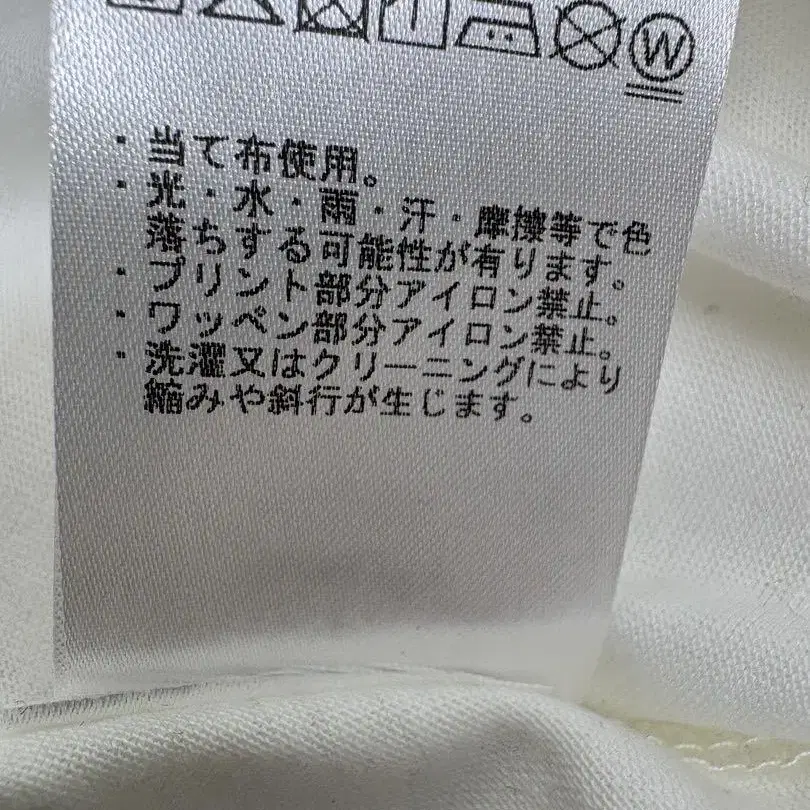 W
・当て布使用。
・光・水・雨・汗・摩擦等で色
落ちする可能性が有ります。
・プリント部分アイロン禁止。
・ワッペン部分アイロン禁止。
・洗濯又はクリーニングにより
縮みや斜行が生じます。